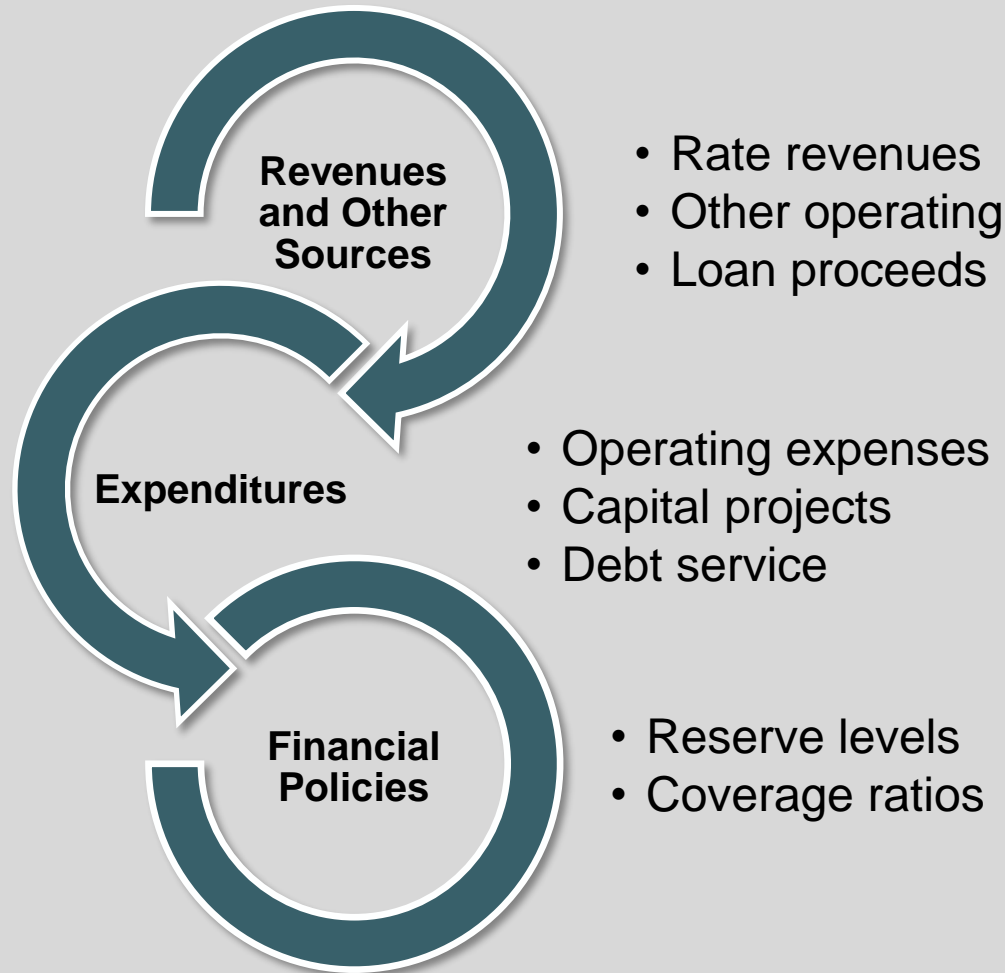 Revenues
and Other
Sources
• Rate revenues
• Other operating
• Loan proceeds
Expenditures
• Operating expenses
• Capital projects
• Debt service
Financial
Policies
• Reserve levels
• Coverage ratios